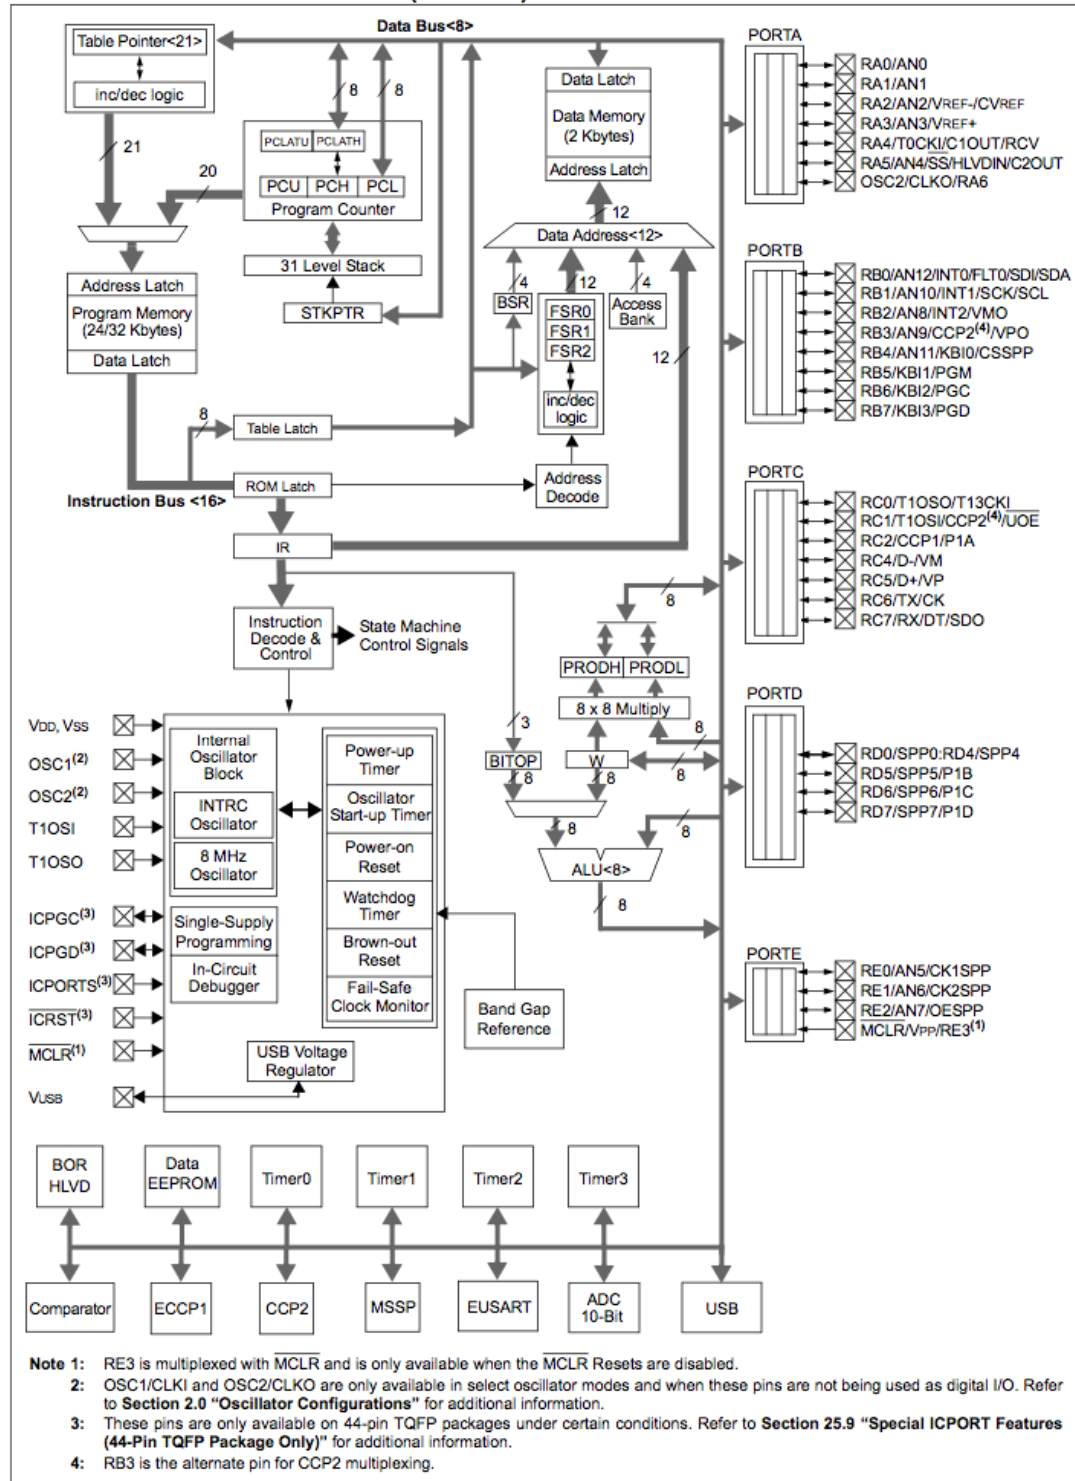 Data Bus<8>
Table Pointer<21>
inc/dec logic
21
20
8
8
PCLATU PCLATH
PCU PCH PCL
Program Counter
31 Level Stack
STKPTR
Address Latch
Program Memory
(24/32 Kbytes)
Data Latch
8
Table Latch
Instruction Bus <16>
ROM Latch
IR
Instruction
Decode &
Control
State Machine
Control Signals
Data Latch
Data Memory
(2 Kbytes)
Address Latch
12
Data Address<12>
4
12
4
BSR
FSR0
FSR1
FSR2
inc/dec
logic
Access
Bank
12
Address
Decode
8
PRODH PRODL
8 x 8 Multiply
3
BITOP
W
8
8
8
8
8
8
ALU<8>
8
PORTA
RA0/AN0
RA1/AN1
RA2/AN2/VREF-/CVREF
RA3/AN3/VREF+
RA4/T0CKI/C1OUT/RCV
RA5/AN4/SS/HLVDIN/C2OUT
OSC2/CLKO/RA6
PORTB
RB0/AN12/INT0/FLT0/SDI/SDA
RB1/AN10/INT1/SCK/SCL
RB2/AN8/INT2/VMO
RB3/AN9/CCP2(4)/VPO
RB4/AN11/KBI0/CSSPP
RB5/KBI1/PGM
RB6/KBI2/PGC
RB7/KBI3/PGD
PORTC
RC0/T1OSO/T13CKI
RC1/T1OSI/CCP2(4)/UOE
RC2/CCP1/P1A
RC4/D-/VM
RC5/D+/VP
RC6/TX/CK
RC7/RX/DT/SDO
PORTD
RD0/SPP0:RD4/SPP4
RD5/SPP5/P1B
RD6/SPP6/P1C
RD7/SPP7/P1D
PORTE
RE0/AN5/CK1SPP
RE1/AN6/CK2SPP
RE2/AN7/OESPP
MCLR/VPP/RE3(1)
VDD, VSS
OSC1(2)
OSC2(2)
T1OSI
T1OSO
ICPGC(3)
ICPGD(3)
ICPORTS(3)
ICRST(3)
MCLR(1)
VUSB
Internal
Oscillator
Block
INTRC
Oscillator
8 MHz
Oscillator
Single-Supply
Programming
In-Circuit
Debugger
Power-up
Timer
Oscillator
Start-up Timer
Power-on
Reset
Watchdog
Timer
Brown-out
Reset
Fail-Safe
Clock Monitor
Band Gap
Reference
USB Voltage
Regulator
BOR
HLVD
Data
EEPROM
Timer0
Timer1
Timer2
Timer3
Comparator
ECCP1
CCP2
MSSP
EUSART
ADC
10-Bit
USB
Note 1: RE3 is multiplexed with MCLR and is only available when the MCLR Resets are disabled.
2: OSC1/CLKI and OSC2/CLKO are only available in select oscillator modes and when these pins are not being used as digital I/O. Refer
to Section 2.0 “Oscillator Configurations” for additional information.
3: These pins are only available on 44-pin TQFP packages under certain conditions. Refer to Section 25.9 “Special ICPORT Features
(44-Pin TQFP Package Only)” for additional information.
4: RB3 is the alternate pin for CCP2 multiplexing.